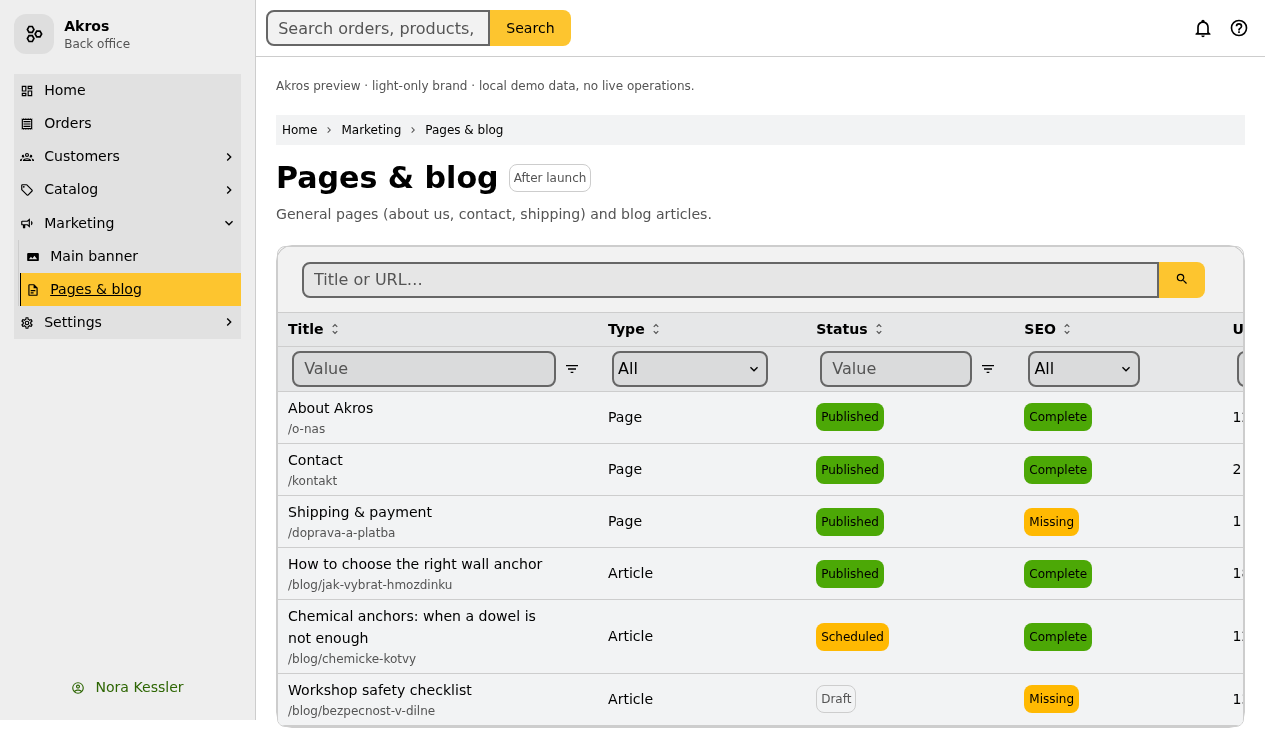 Akros
Back office
Search orders, products,
Search
Home
Orders
Customers
Catalog
Marketing
Main banner
Pages & blog
Settings
Nora Kessler
Akros preview · light-only brand · local demo data, no live operations.
Home › Marketing › Pages & blog
Pages & blog After launch
General pages (about us, contact, shipping) and blog articles.
Title or URL...
Title Type Status SEO
Value All Value All
About Akros
/o-nas
Page Published Complete
Contact
/kontakt
Page Published Complete
Shipping & payment
/doprava-a-platba
Page Published Missing
How to choose the right wall anchor
/blog/jak-vybrat-hmozdinku
Article Published Complete
Chemical anchors: when a dowel is
not enough
/blog/chemicke-kotvy
Article Scheduled Complete
Workshop safety checklist
/blog/bezpecnost-v-dilne
Article Draft Missing